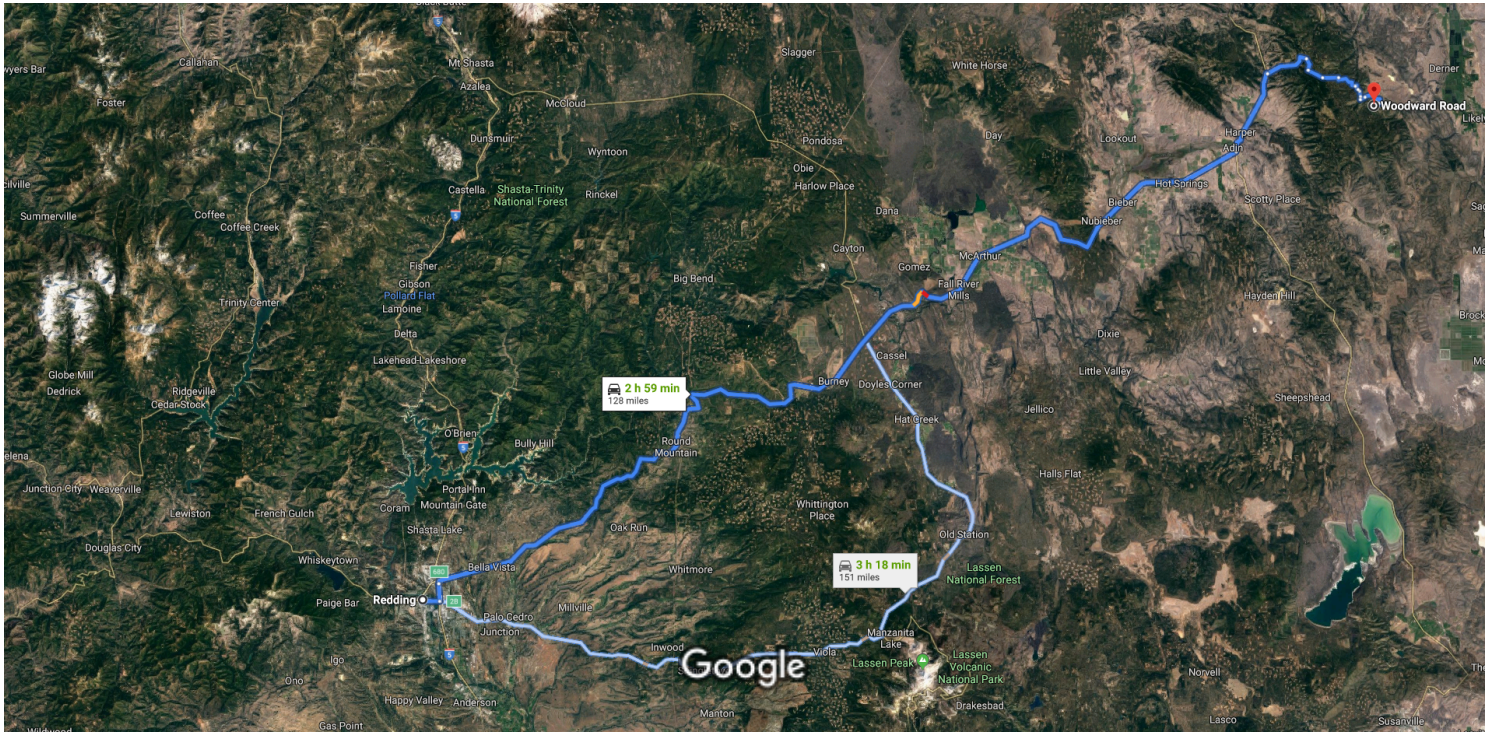 Callahan
Mt Shasta
Slagger
White Horse
Derner
wyers Bar
Azalea
Foster
McCloud
Woodward Road
Dunsmuir
Pondosa
Day
Lookout
Harper
Adin
Wyntoon
Obie
Harlow Place
Hot Springs
Castella
Shasta-Trinity
National Forest
Rinckel
Bieber
Scotty Place
Summerville
Coffee
Coffee Creek
5
Dana
Nubieber
Cayton
McArthur
Fisher
Gomez
Gibson
Big Bend
Fall River
Mills
Pollard Flat
Hayden Hill
Trinity Center
Lamoine
Brock
Delta
Dixie
Lakehead-Lakeshore
Cassel
Globe Mill
Dedrick
Ridgeville
Cedar Stock
2 h 59 min
128 miles
Burney
Doyles Corner
Little Valley
Sheepshead
Jellico
Hat Creek
O'Brien
5
Bully Hill
Round
Mountain
Halls Flat
Junction City
Weaverville
Portal Inn
Mountain Gate
Coram
Lewiston
French Gulch
Whittington
Place
Shasta Lake
Oak Run
Old Station
Douglas City
Whiskeytown
Bella Vista
Whitmore
3 h 18 min
151 miles
Lassen
National Forest
Paige Bar
Redding
Millville
Palo Cedro
Junction
Manzanita
Lake
Inwood
Viola
Igo
5
Google
Lassen Peak
Lassen
Volcanic
National Park
Norvell
Ono
Happy Valley
Anderson
Manton
Drakesbad
Gas Point
Lasco
Susanville